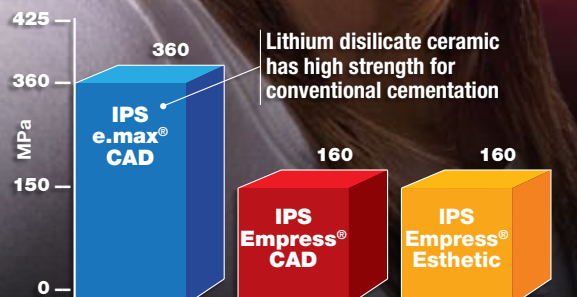 425
360
Lithium disilicate ceramic
has high strength for
conventional cementation
360
IPS
e.max®
CAD
MPa
160
160
150
IPS
Empress®
CAD
IPS
Empress®
Esthetic
0